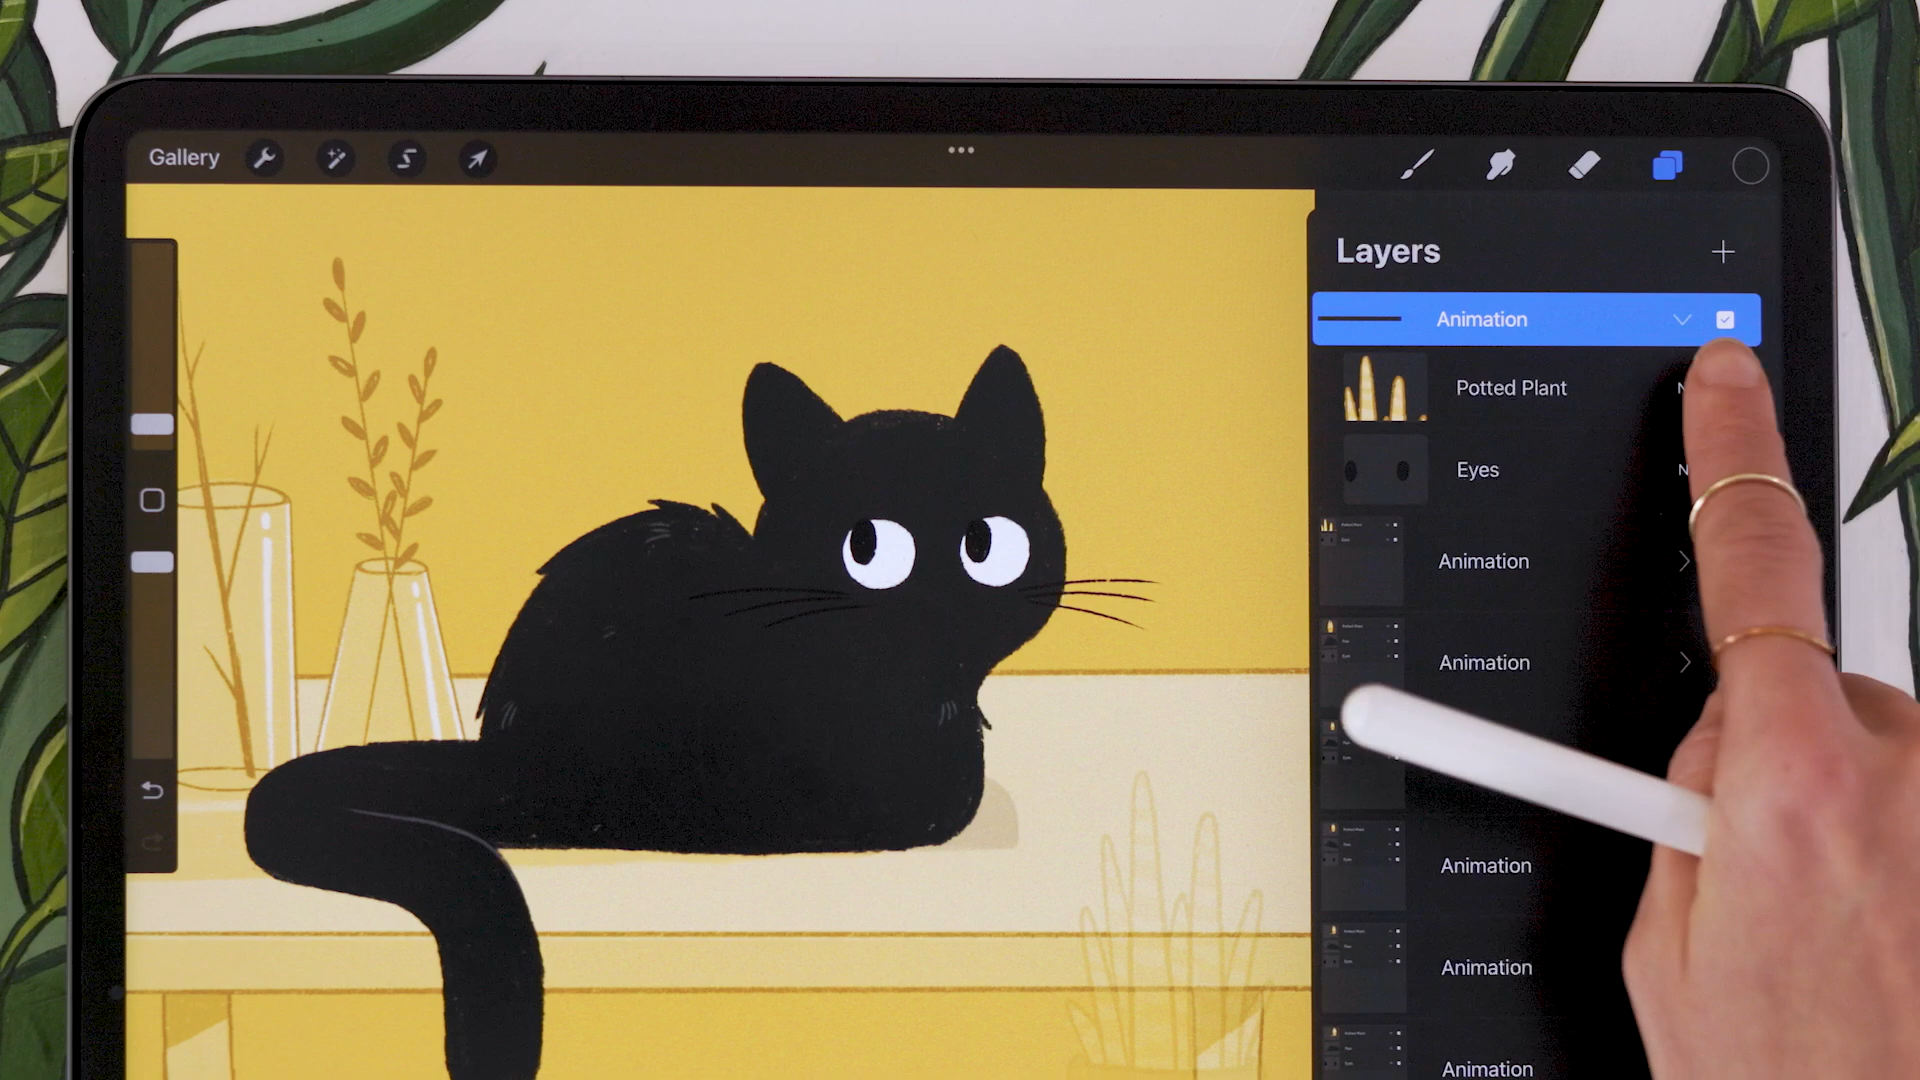 Gallery
Layers
Animation
Potted Plant
N
Eyes
N
Animation
Animation
Animation
Animation
Animation